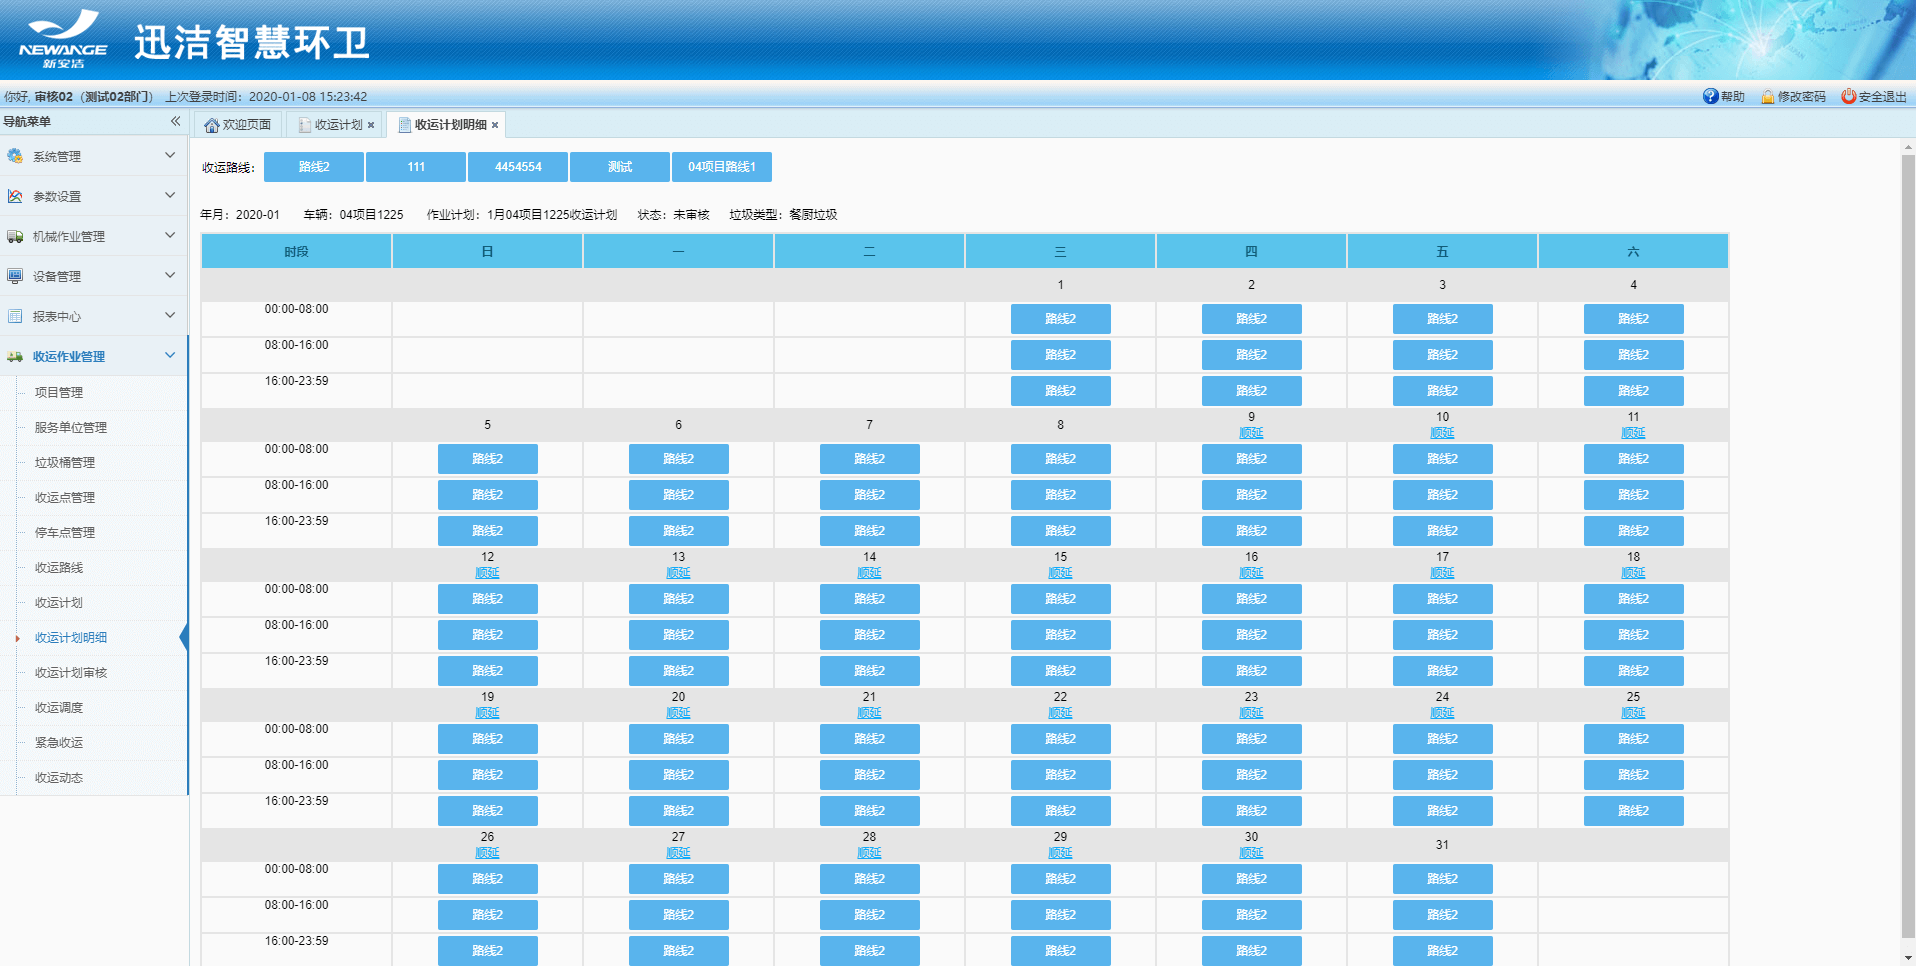 NEWANGE
新安洁
迅洁智慧环卫
你好, 审核02（测试02部门） 上次登录时间：2020-01-08 15:23:42
帮助 修改密码 安全退出
导航菜单
系统管理
参数设置
机械作业管理
设备管理
报表中心
收运作业管理
项目管理
服务单位管理
垃圾桶管理
收运点管理
停车点管理
收运路线
收运计划
收运计划明细
收运计划审核
收运调度
紧急收运
收运动态
欢迎页面 收运计划 收运计划明细
收运路线： 路线2 111 4454554 测试 04项目路线1
年月：2020-01 车辆：04项目1225 作业计划：1月04项目1225收运计划 状态：未审核 垃圾类型：餐厨垃圾
时段 日 一 二 三 四 五 六
1 2 3 4
00:00-08:00 路线2 路线2 路线2 路线2
08:00-16:00 路线2 路线2 路线2 路线2
16:00-23:59 路线2 路线2 路线2 路线2
5 6 7 8 9 10 11
顺延 顺延 顺延
00:00-08:00 路线2 路线2 路线2 路线2 路线2 路线2 路线2
08:00-16:00 路线2 路线2 路线2 路线2 路线2 路线2 路线2
16:00-23:59 路线2 路线2 路线2 路线2 路线2 路线2 路线2
12 13 14 15 16 17 18
顺延 顺延 顺延 顺延 顺延 顺延 顺延
00:00-08:00 路线2 路线2 路线2 路线2 路线2 路线2 路线2
08:00-16:00 路线2 路线2 路线2 路线2 路线2 路线2 路线2
16:00-23:59 路线2 路线2 路线2 路线2 路线2 路线2 路线2
19 20 21 22 23 24 25
顺延 顺延 顺延 顺延 顺延 顺延 顺延
00:00-08:00 路线2 路线2 路线2 路线2 路线2 路线2 路线2
08:00-16:00 路线2 路线2 路线2 路线2 路线2 路线2 路线2
16:00-23:59 路线2 路线2 路线2 路线2 路线2 路线2 路线2
26 27 28 29 30 31
顺延 顺延 顺延 顺延 顺延
00:00-08:00 路线2 路线2 路线2 路线2 路线2 路线2
08:00-16:00 路线2 路线2 路线2 路线2 路线2 路线2
16:00-23:59 路线2 路线2 路线2 路线2 路线2 路线2